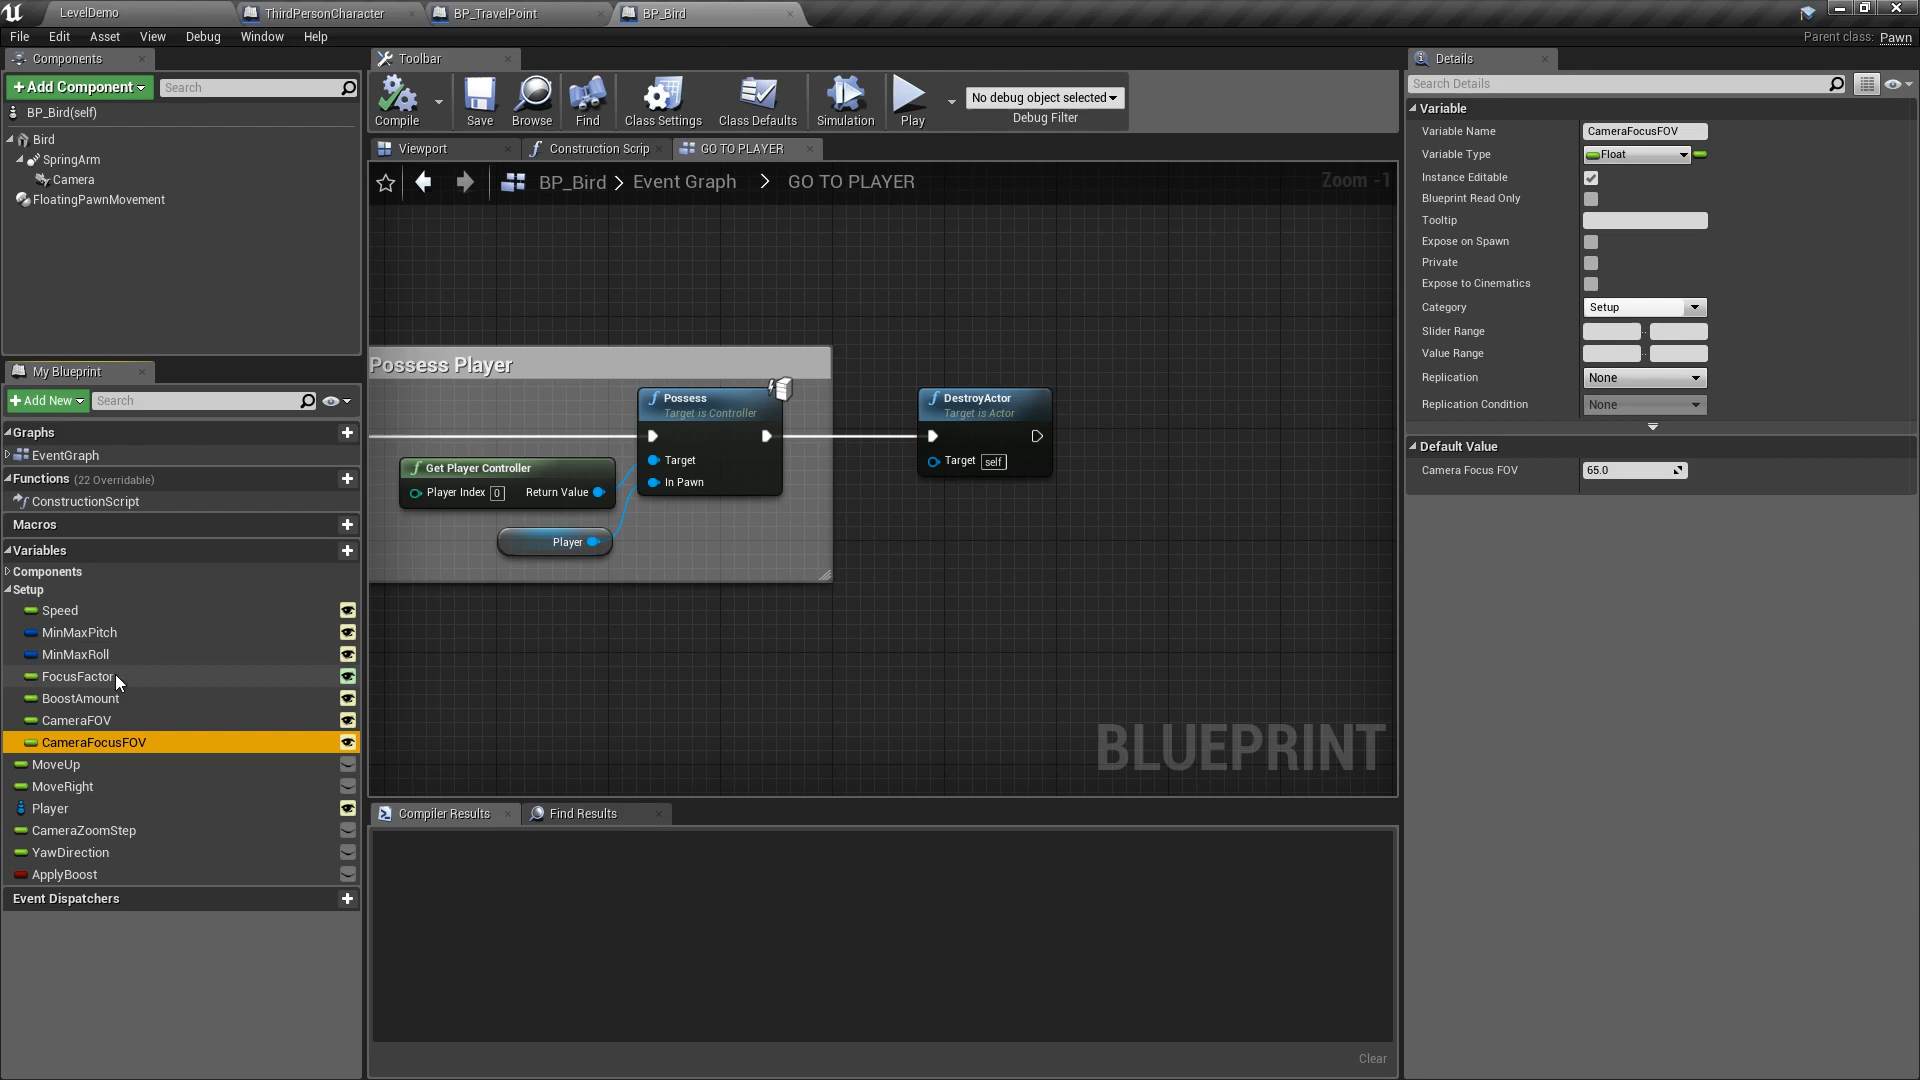 LevelDemo
ThirdPersonCharacter
BP_TravelPoint
BP_Bird
File Edit Asset View Debug Window Help
Parent class: Pawn
Components
+Add Component
Search
BP_Bird(self)
Bird
SpringArm
Camera
FloatingPawnMovement
My Blueprint
+Add New
Search
Graphs
EventGraph
Functions (22 Overridable)
ConstructionScript
Macros
Variables
Components
Setup
Speed
MinMaxPitch
MinMaxRoll
FocusFactor
BoostAmount
CameraFOV
CameraFocusFOV
MoveUp
MoveRight
Player
CameraZoomStep
YawDirection
ApplyBoost
Event Dispatchers
Toolbar
Compile
Save
Browse
Find
Class Settings
Class Defaults
Simulation
Play
No debug object selected
Debug Filter
Viewport
Construction Scrip
GO TO PLAYER
BP_Bird > Event Graph > GO TO PLAYER
Zoom -1
Possess Player
Possess
Target is Controller
Target
In Pawn
Get Player Controller
Player Index 0 Return Value
Player
DestroyActor
Target is Actor
Target self
BLUEPRINT
Compiler Results
Find Results
Clear
Details
Search Details
Variable
Variable Name CameraFocusFOV
Variable Type Float
Instance Editable
Blueprint Read Only
Tooltip
Expose on Spawn
Private
Expose to Cinematics
Category Setup
Slider Range
Value Range
Replication None
Replication Condition None
Default Value
Camera Focus FOV 65.0